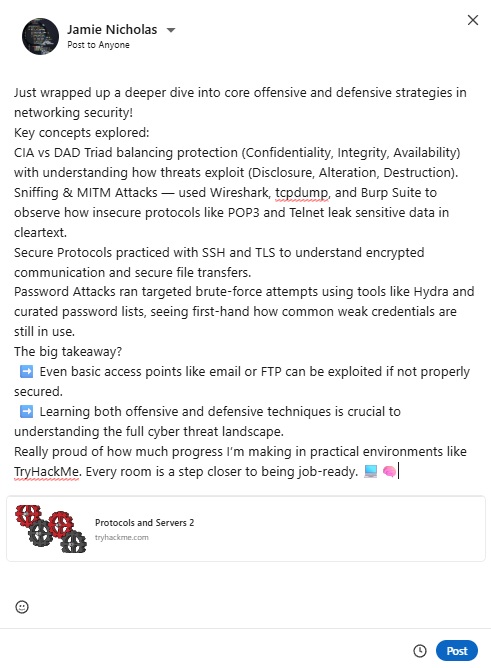 Jamie Nicholas
Post to Anyone
Just wrapped up a deeper dive into core offensive and defensive strategies in
networking security!
Key concepts explored:
CIA vs DAD Triad balancing protection (Confidentiality, Integrity, Availability)
with understanding how threats exploit (Disclosure, Alteration, Destruction).
Sniffing & MITM Attacks — used Wireshark, tcpdump, and Burp Suite to
observe how insecure protocols like POP3 and Telnet leak sensitive data in
cleartext.
Secure Protocols practiced with SSH and TLS to understand encrypted
communication and secure file transfers.
Password Attacks ran targeted brute-force attempts using tools like Hydra and
curated password lists, seeing first-hand how common weak credentials are
still in use.
The big takeaway?
➡️ Even basic access points like email or FTP can be exploited if not properly
secured.
➡️ Learning both offensive and defensive techniques is crucial to
understanding the full cyber threat landscape.
Really proud of how much progress I'm making in practical environments like
TryHackMe. Every room is a step closer to being job-ready. 💻 🧠
Protocols and Servers 2
tryhackme.com
Post